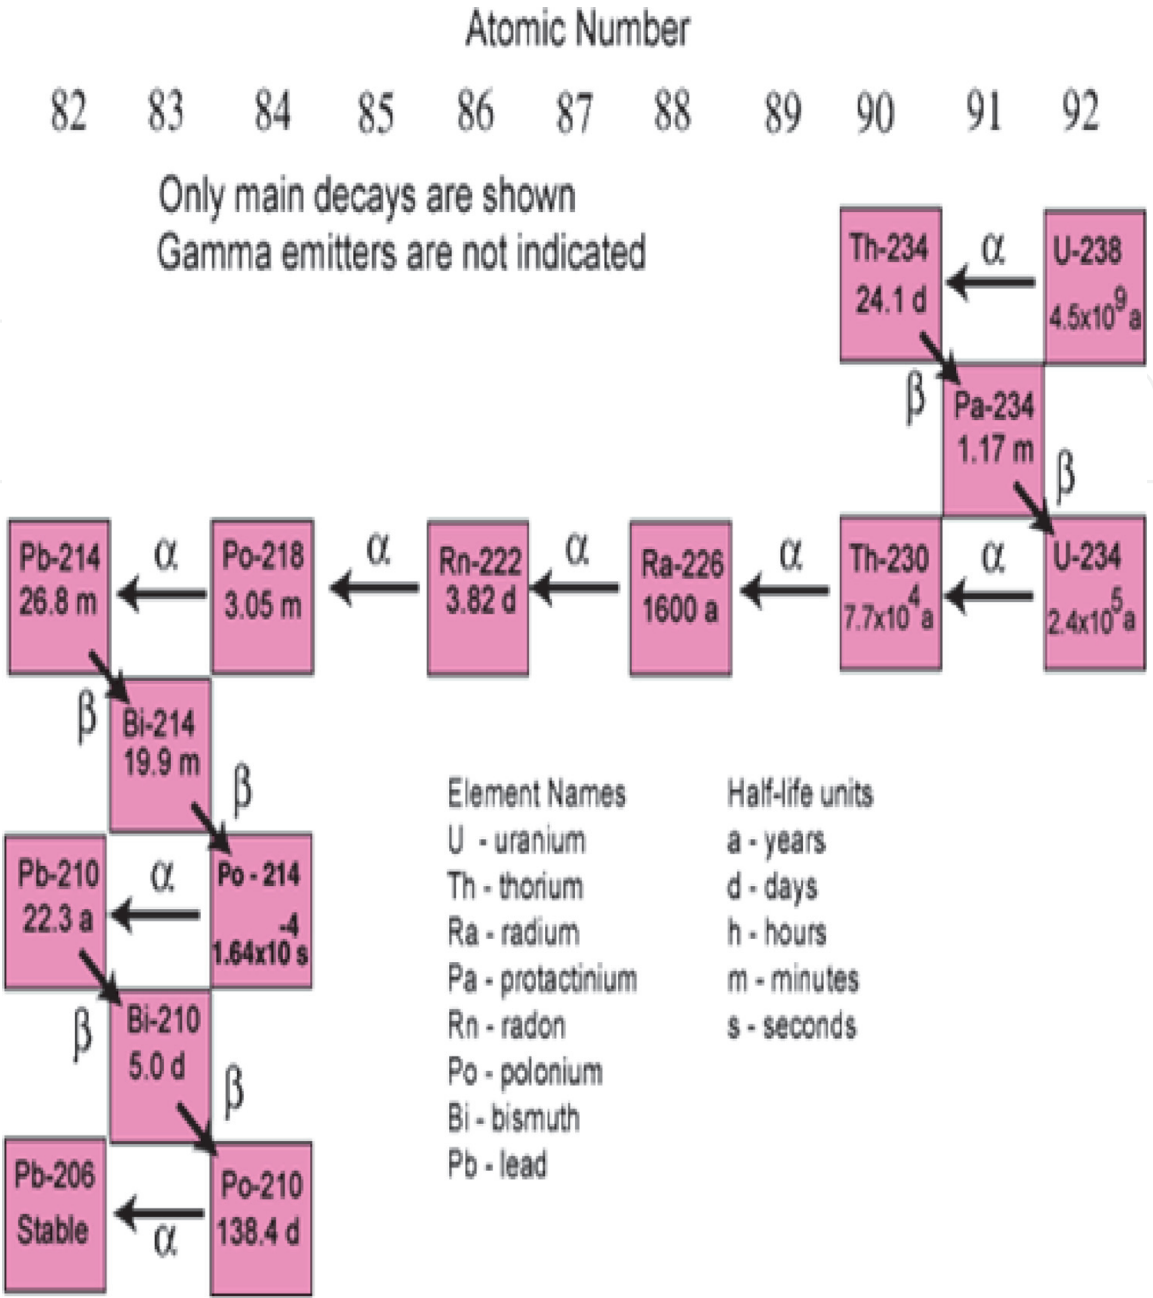 Atomic Number
82 83 84 85 86 87 88 89 90 91 92
Only main decays are shown
Gamma emitters are not indicated
Th-234
24.1 d
α
U-238
4.5x10⁹a
β
Pa-234
1.17 m
β
Pb-214
26.8 m
α
Po-218
3.05 m
α
Rn-222
3.82 d
α
Ra-226
1600 a
α
Th-230
7.7x10⁴a
α
U-234
2.4x10⁵a
β
Bi-214
19.9 m
β
Pb-210
22.3 a
α
Po - 214
-4
1.64x10 s
β
Bi-210
5.0 d
β
Pb-206
Stable
α
Po-210
138.4 d
Element Names
U - uranium
Th - thorium
Ra - radium
Pa - protactinium
Rn - radon
Po - polonium
Bi - bismuth
Pb - lead
Half-life units
a - years
d - days
h - hours
m - minutes
s - seconds